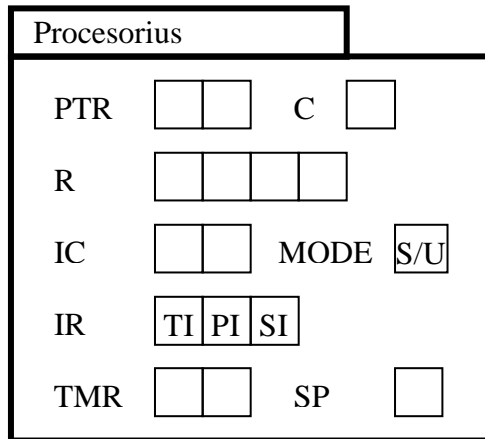 Procesorius
PTR C
R
IC MODE S/U
IR TI PI SI
TMR SP